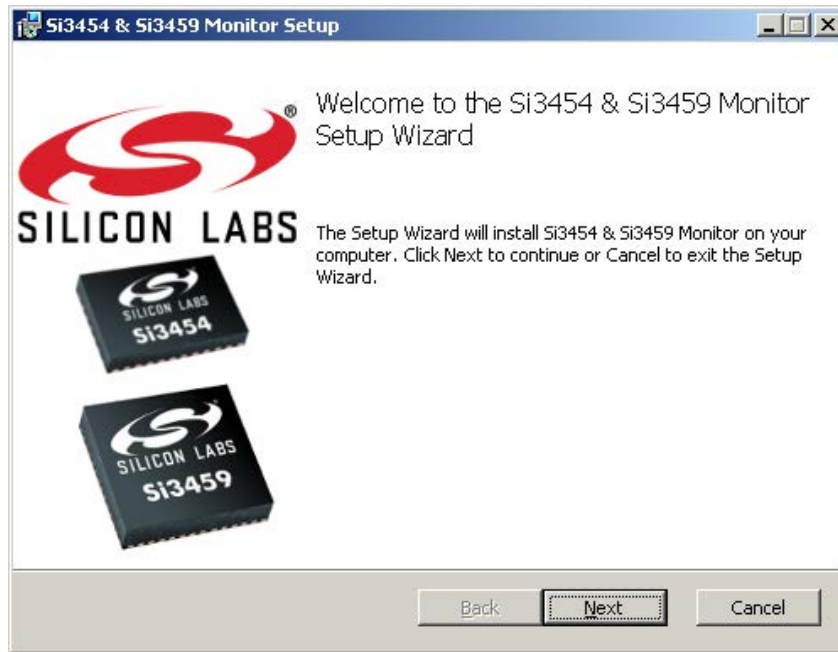 Si3454 & Si3459 Monitor Setup
Welcome to the Si3454 & Si3459 Monitor
Setup Wizard
®
SILICON LABS
The Setup Wizard will install Si3454 & Si3459 Monitor on your
computer. Click Next to continue or Cancel to exit the Setup
Wizard.
SILICON LABS
Si3454
SILICON LABS
Si3459
Back
Next
Cancel